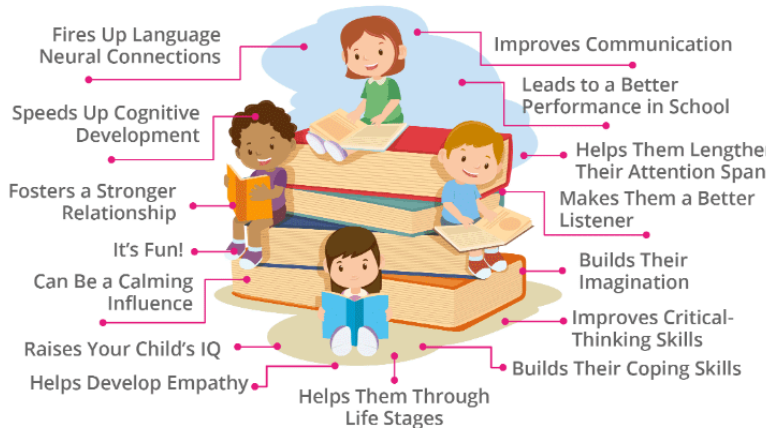 Fires Up Language
Neural Connections
Improves Communication
Leads to a Better
Performance in School
Speeds Up Cognitive
Development
Helps Them Lengthe
Their Attention Span
Fosters a Stronger
Relationship
Makes Them a Better
Listener
It's Fun!
Builds Their
Imagination
Can Be a Calming
Influence
Improves Critical-
Thinking Skills
Raises Your Child's IQ
Builds Their Coping Skills
Helps Develop Empathy
Helps Them Through
Life Stages